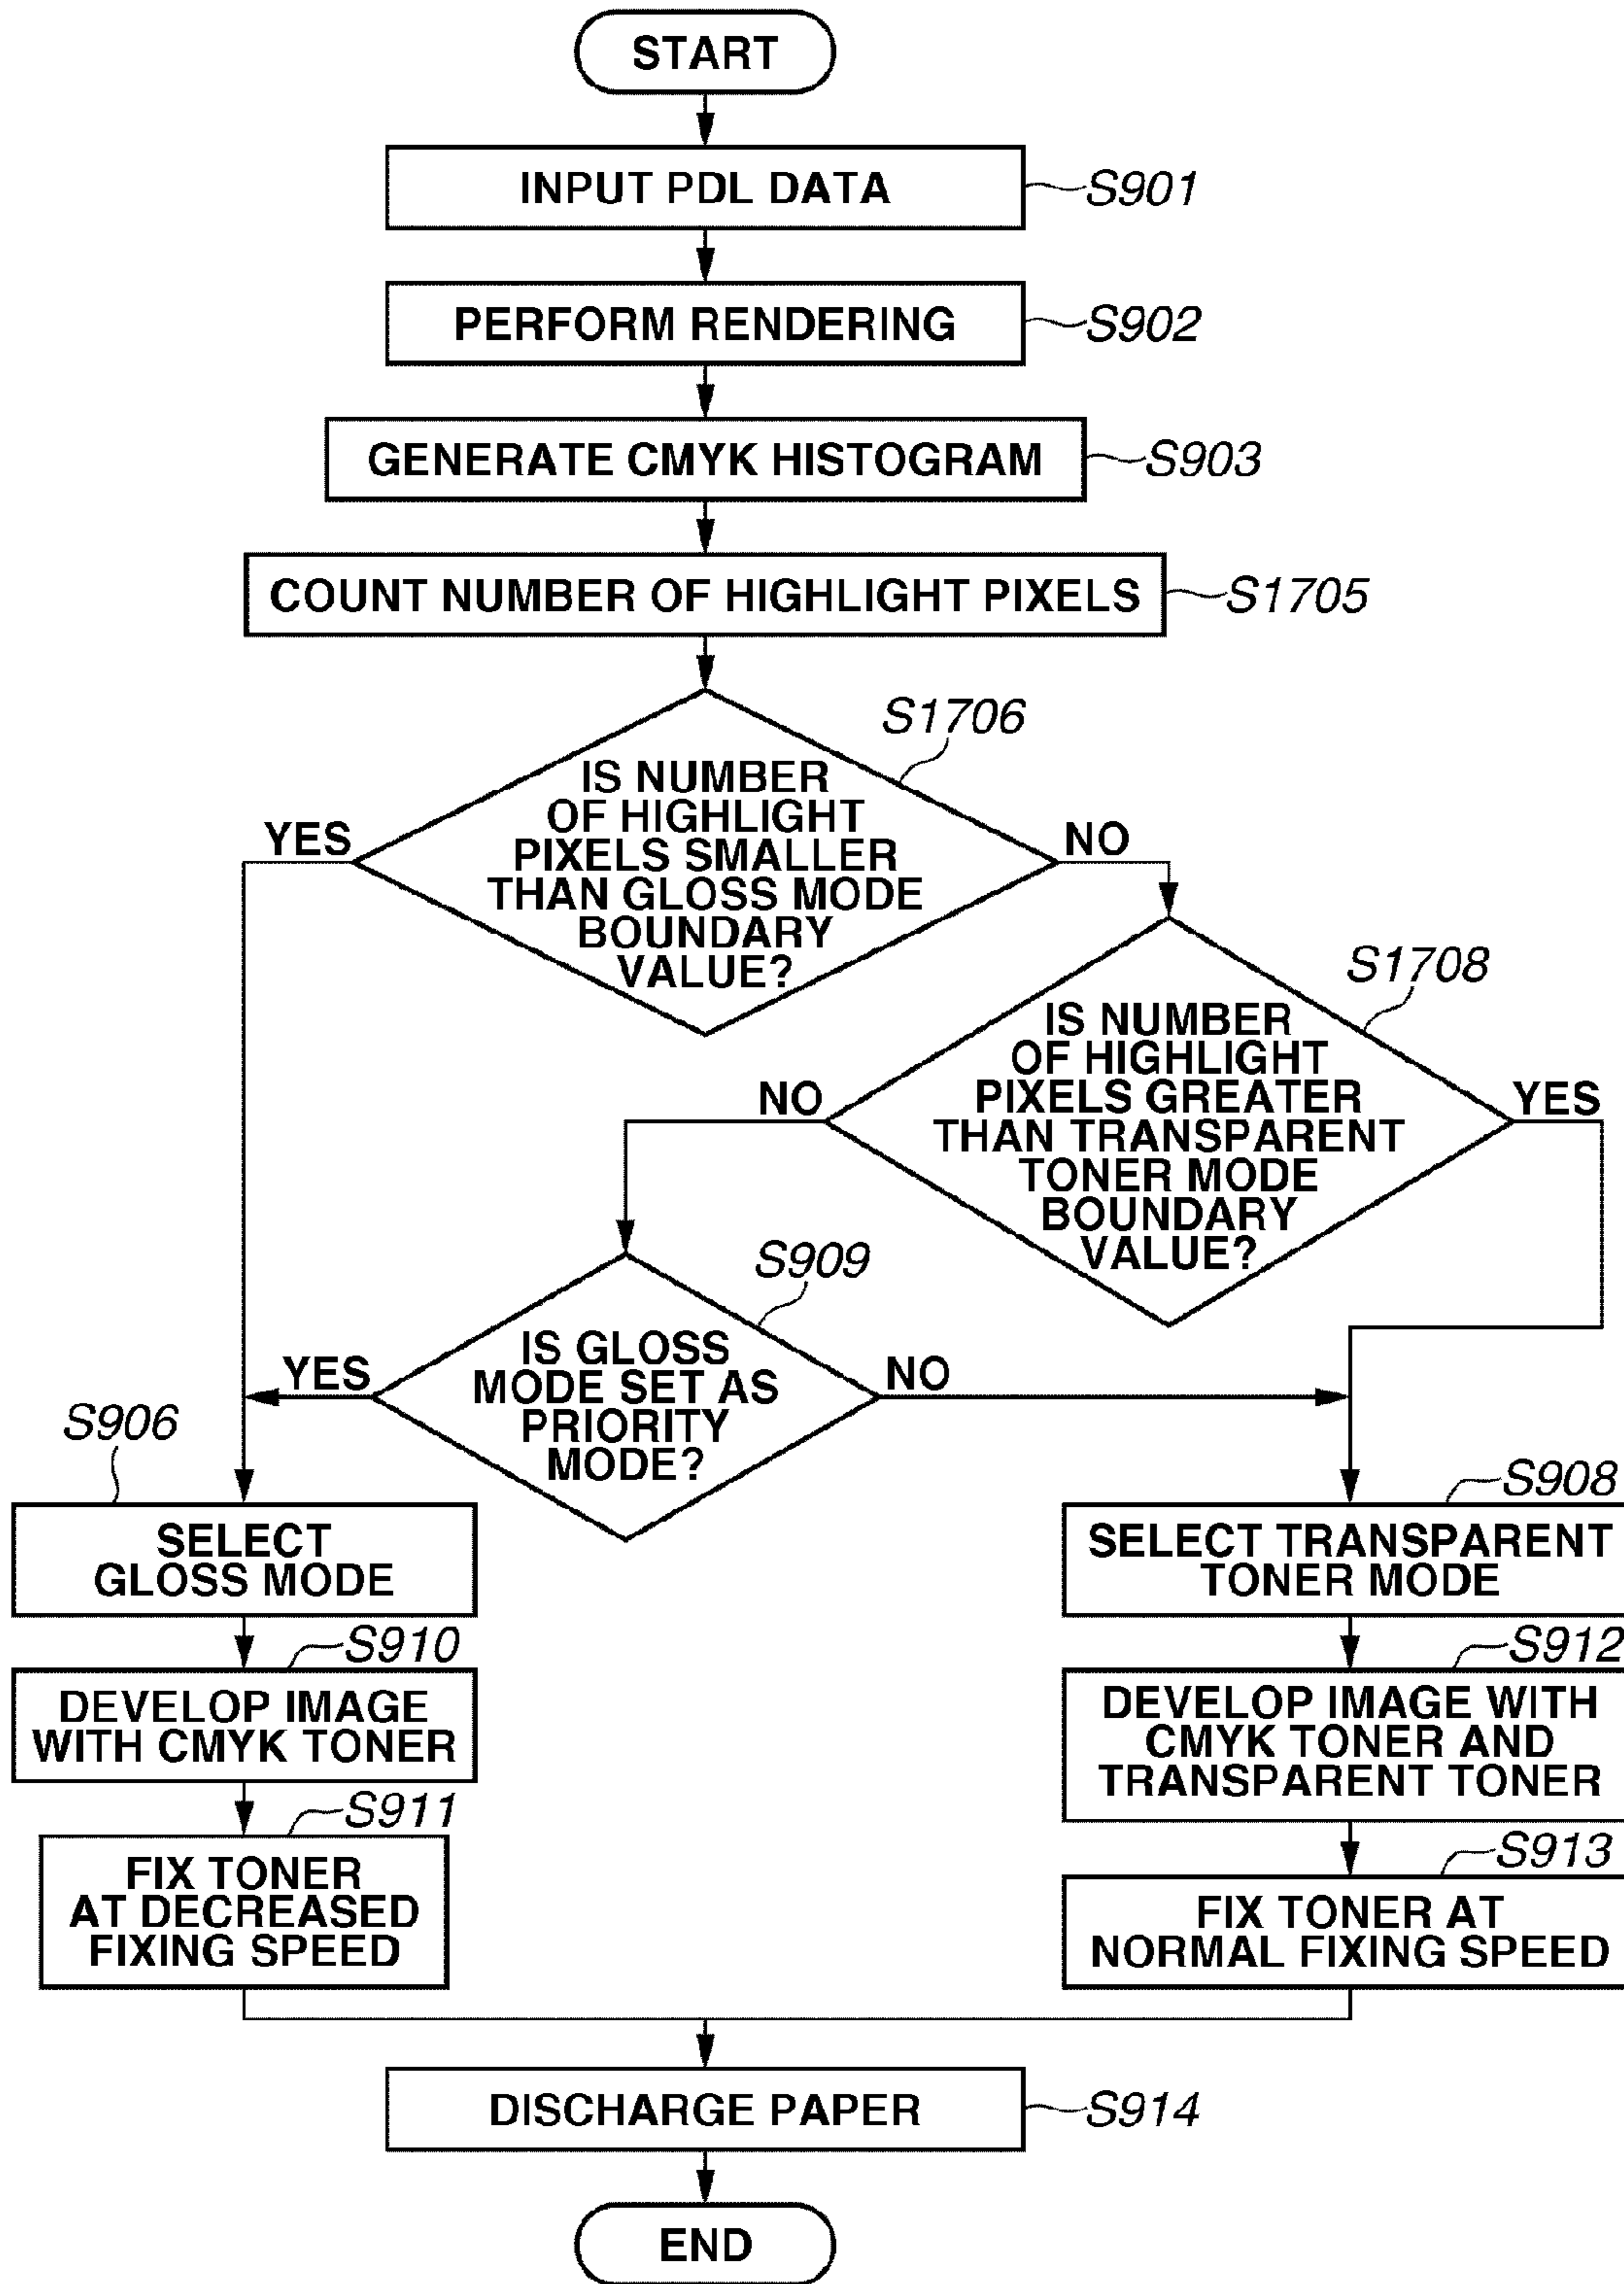 START
INPUT PDL DATA
S901
PERFORM RENDERING
S902
GENERATE CMYK HISTOGRAM
S903
COUNT NUMBER OF HIGHLIGHT PIXELS
S1705
S1706
IS NUMBER
OF HIGHLIGHT
PIXELS SMALLER
THAN GLOSS MODE
BOUNDARY
VALUE?
YES
NO
S1708
IS NUMBER
OF HIGHLIGHT
PIXELS GREATER
THAN TRANSPARENT
TONER MODE
BOUNDARY
VALUE?
NO
YES
S909
IS GLOSS
MODE SET AS
PRIORITY
MODE?
YES
NO
S906
SELECT
GLOSS MODE
S908
SELECT TRANSPARENT
TONER MODE
S910
DEVELOP IMAGE
WITH CMYK TONER
S912
DEVELOP IMAGE WITH
CMYK TONER AND
TRANSPARENT TONER
S911
FIX TONER
AT DECREASED
FIXING SPEED
S913
FIX TONER AT
NORMAL FIXING SPEED
DISCHARGE PAPER
S914
END